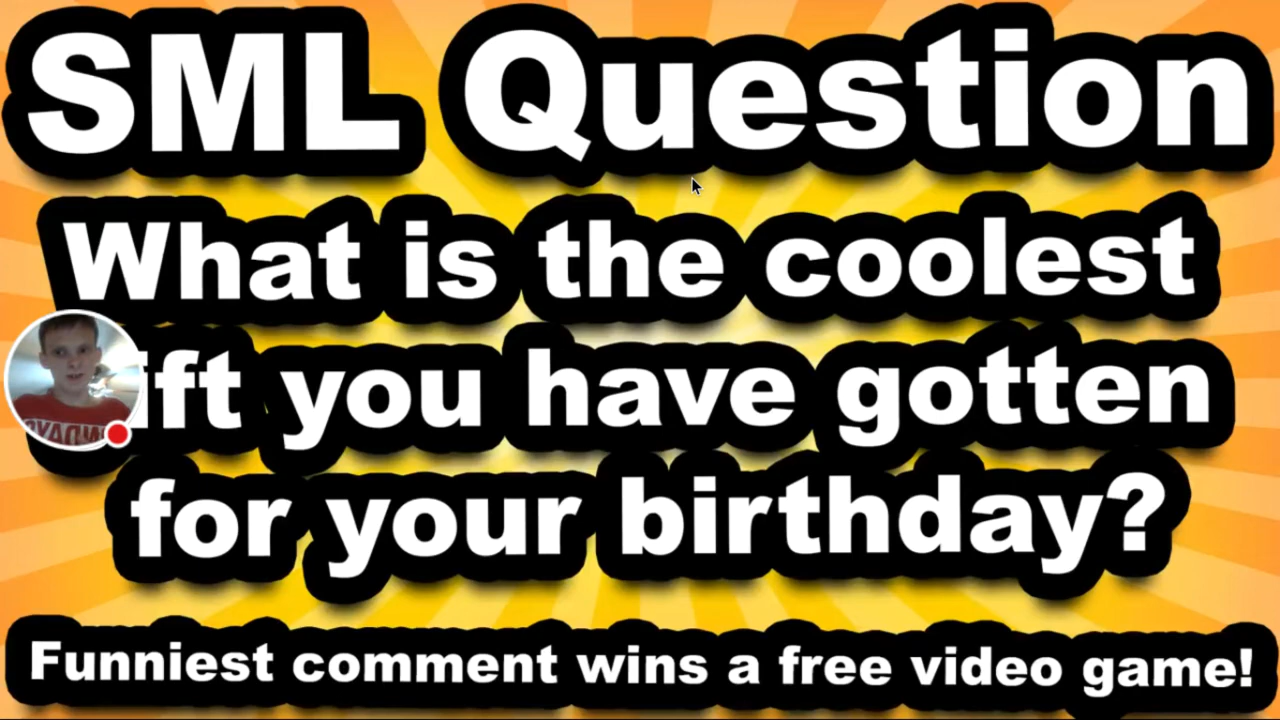 SML Question
What is the coolest
ift you have gotten
for your birthday?
Funniest comment wins a free video game!